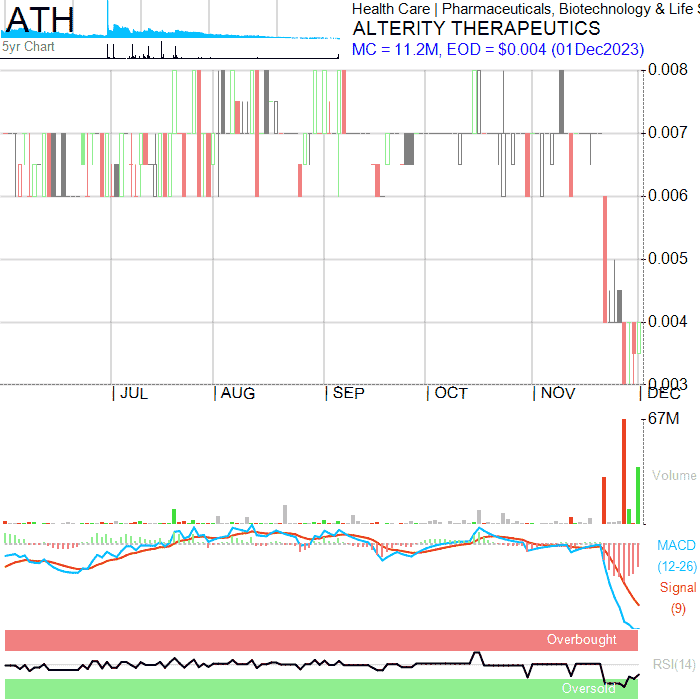 ATH
5yr Chart
Health Care | Pharmaceuticals, Biotechnology & Life S
ALTERITY THERAPEUTICS
MC = 11.2M, EOD = $0.004 (01Dec2023)
0.008
0.007
0.006
0.005
0.004
0.003
JUL
AUG
SEP
OCT
NOV
DEC
67M
Volume
MACD
(12-26)
Signal
(9)
Overbought
RSI(14)
Oversold